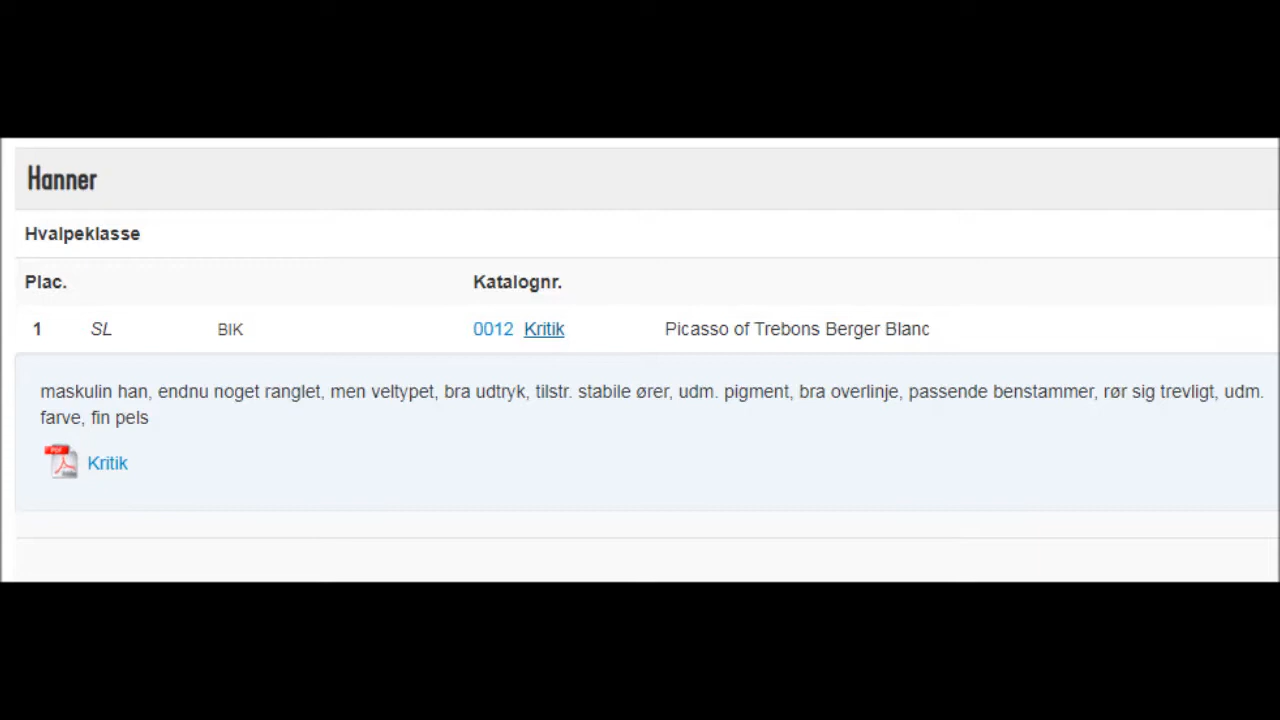 Hanner
Hvalpeklasse
Plac. Katalognr.
1 SL BIK 0012 Kritik Picasso of Trebons Berger Blanc
maskulin han, endnu noget ranglet, men veltypet, bra udtryk, tilstr. stabile ører, udm. pigment, bra overlinje, passende benstammer, rør sig trevligt, udm.
farve, fin pels
Kritik